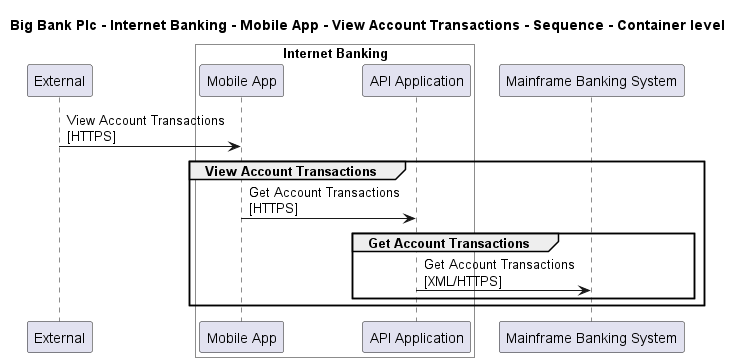 Big Bank Plc - Internet Banking - Mobile App - View Account Transactions - Sequence - Container level
Internet Banking
External
Mobile App
API Application
Mainframe Banking System
View Account Transactions
[HTTPS]
View Account Transactions
Get Account Transactions
[HTTPS]
Get Account Transactions
Get Account Transactions
[XML/HTTPS]
External
Mobile App
API Application
Mainframe Banking System